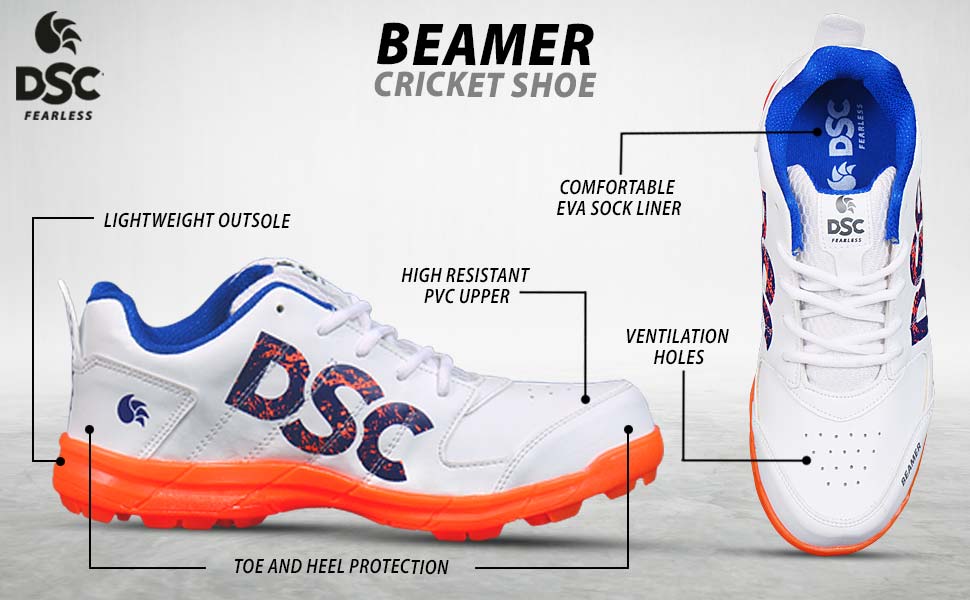 DSC
FEARLESS
BEAMER
CRICKET SHOE
DSC
FEARLESS
COMFORTABLE
EVA SOCK LINER
DSC
FEARLESS
LIGHTWEIGHT OUTSOLE
HIGH RESISTANT
PVC UPPER
VENTILATION
HOLES
DSC
BEAMER
TOE AND HEEL PROTECTION